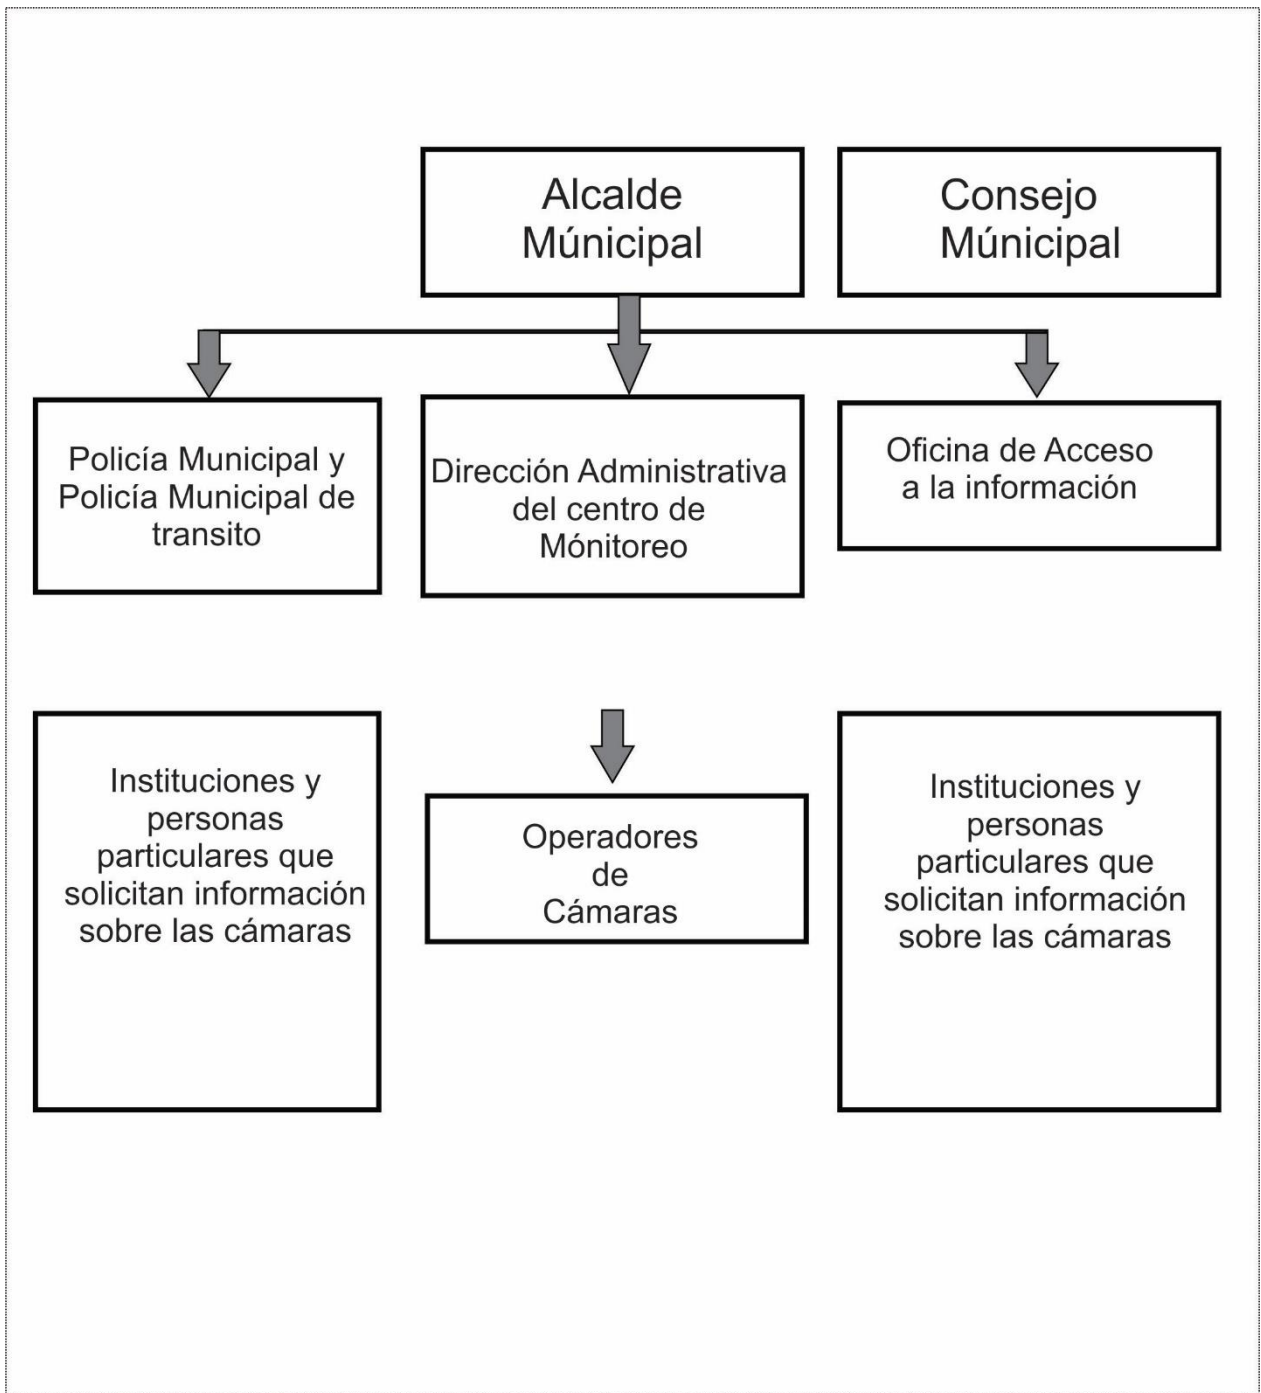 Alcalde
Múnicipal
Consejo
Múnicipal
Policía Municipal y
Policía Municipal de
transito
Dirección Administrativa
del centro de
Mónitoreo
Oficina de Acceso
a la información
Instituciones y
personas
particulares que
solicitan información
sobre las cámaras
Operadores
de
Cámaras
Instituciones y
personas
particulares que
solicitan información
sobre las cámaras